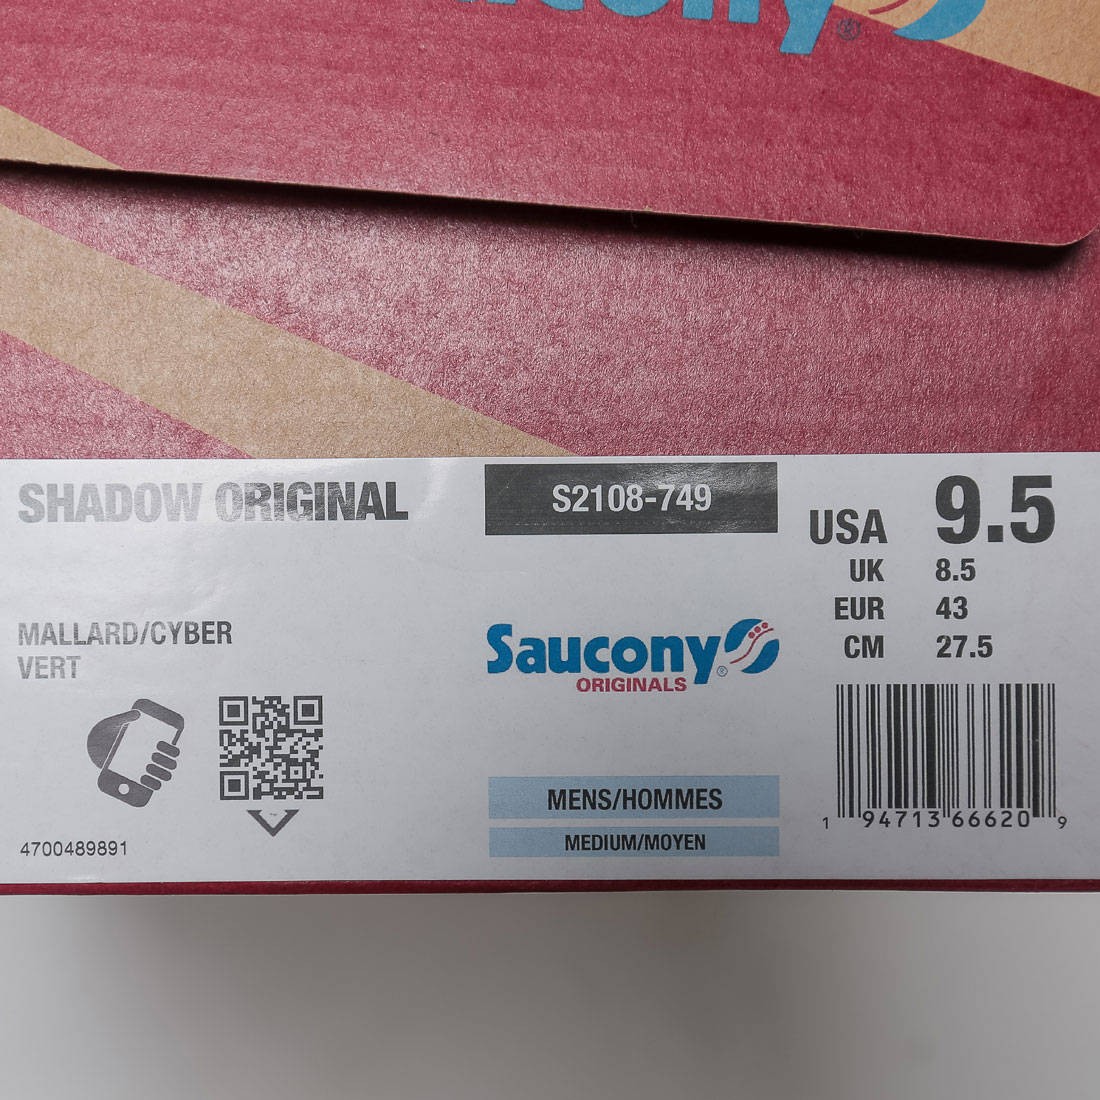 Saucony®
SHADOW ORIGINAL
S2108-749
USA 9.5
UK 8.5
EUR 43
CM 27.5
MALLARD/CYBER
VERT
Saucony®
ORIGINALS
MENS/HOMMES
MEDIUM/MOYEN
4700489891
1 94713 66620 9